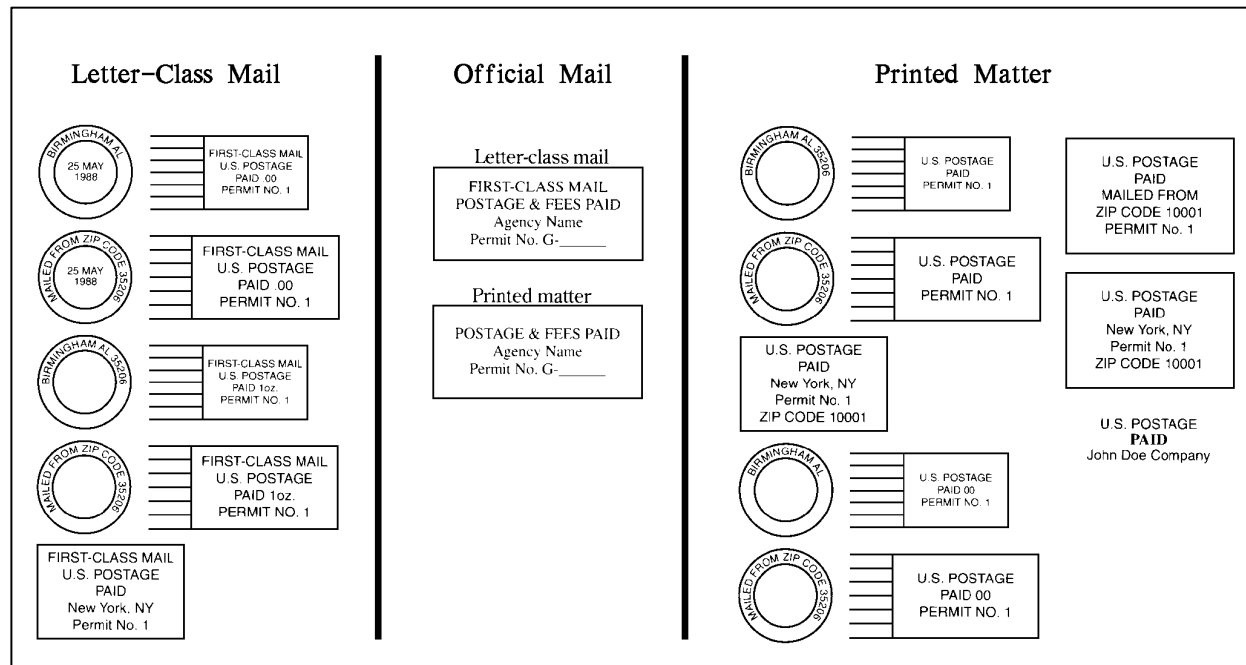 Letter-Class Mail
BIRMINGHAM AL
25 MAY
1988
FIRST-CLASS MAIL
U.S. POSTAGE
PAID .00
PERMIT NO. 1
MAILED FROM ZIP CODE 35206
25 MAY
1988
FIRST-CLASS MAIL
U.S. POSTAGE
PAID .00
PERMIT NO. 1
BIRMINGHAM AL 35206
FIRST-CLASS MAIL
U.S. POSTAGE
PAID 1oz.
PERMIT NO. 1
MAILED FROM ZIP CODE 35206
FIRST-CLASS MAIL
U.S. POSTAGE
PAID 1oz.
PERMIT NO. 1
FIRST-CLASS MAIL
U.S. POSTAGE
PAID
New York, NY
Permit No. 1
Official Mail
Letter-class mail
FIRST-CLASS MAIL
POSTAGE & FEES PAID
Agency Name
Permit No. G-______
Printed matter
POSTAGE & FEES PAID
Agency Name
Permit No. G-______
Printed Matter
BIRMINGHAM AL 35206
U.S. POSTAGE
PAID
PERMIT NO. 1
MAILED FROM ZIP CODE 35206
U.S. POSTAGE
PAID
PERMIT NO. 1
U.S. POSTAGE
PAID
New York, NY
Permit No. 1
ZIP CODE 10001
BIRMINGHAM AL
U.S. POSTAGE
PAID 00
PERMIT NO. 1
MAILED FROM ZIP CODE 35206
U.S. POSTAGE
PAID 00
PERMIT NO. 1
U.S. POSTAGE
PAID
MAILED FROM
ZIP CODE 10001
PERMIT No. 1
U.S. POSTAGE
PAID
New York, NY
Permit No. 1
ZIP CODE 10001
U.S. POSTAGE
PAID
John Doe Company